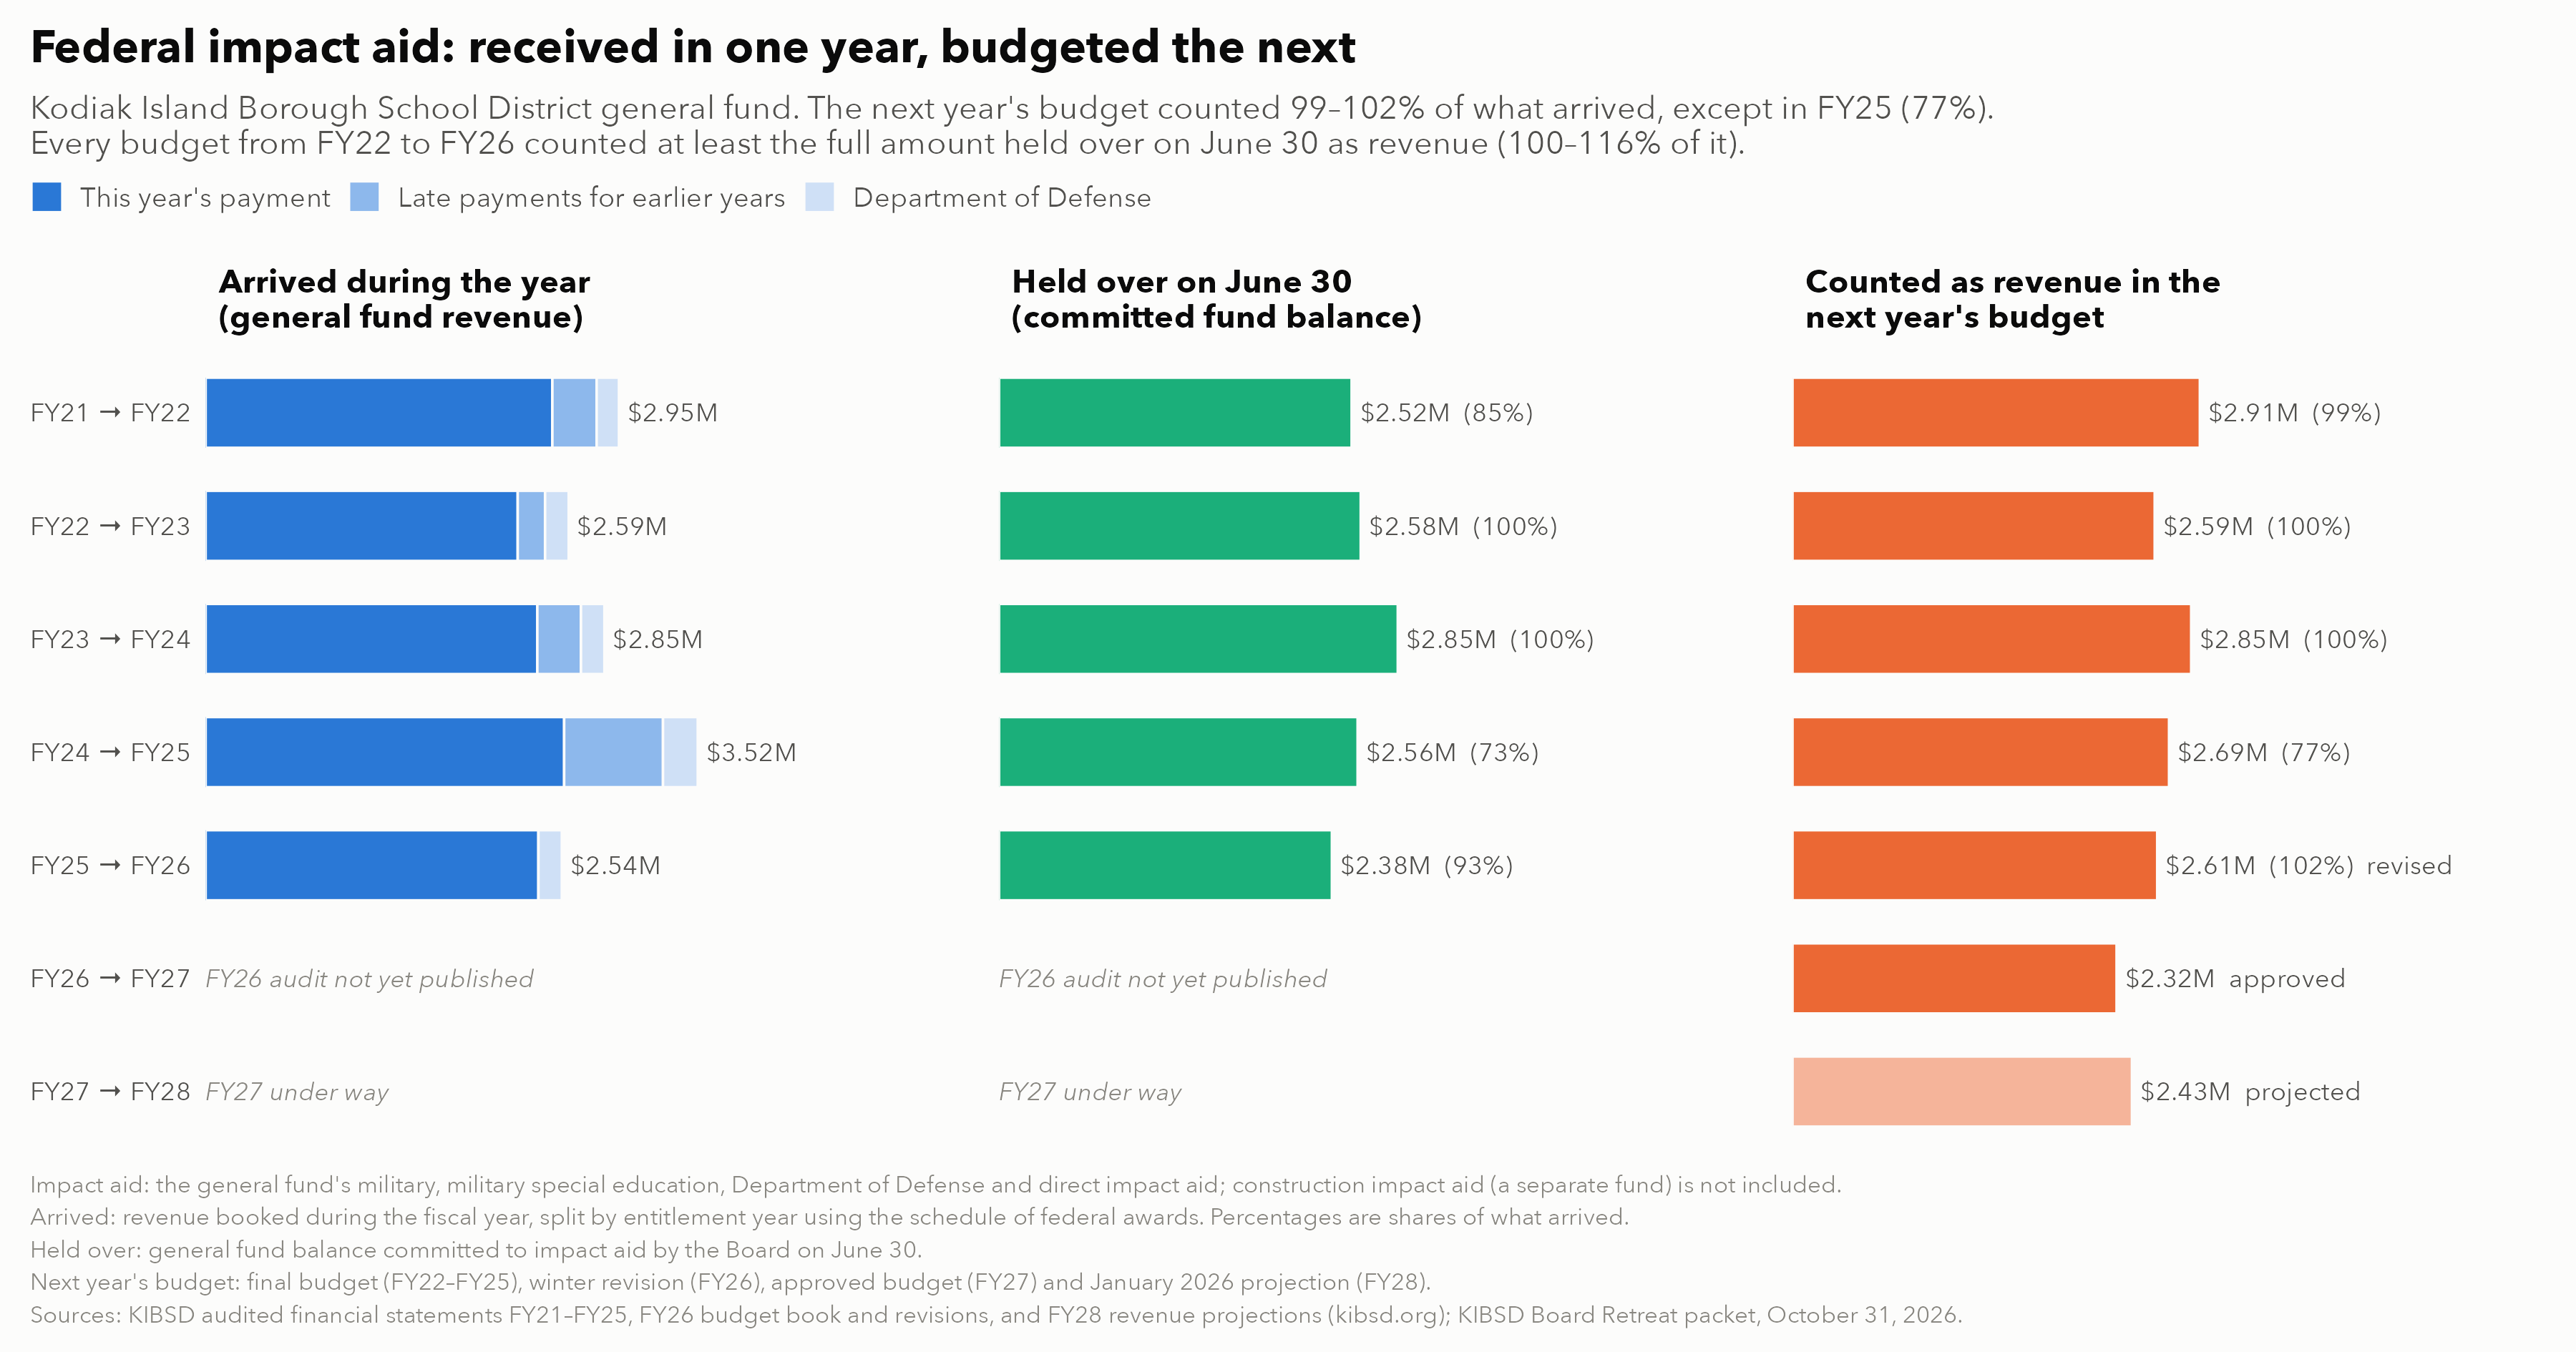 Federal impact aid: received in one year, budgeted the next
Kodiak Island Borough School District general fund. The next year's budget counted 99–102% of what arrived, except in FY25 (77%).
Every budget from FY22 to FY26 counted at least the full amount held over on June 30 as revenue (100–116% of it).
This year's payment
Late payments for earlier years
Department of Defense
Arrived during the year
(general fund revenue)
Held over on June 30
(committed fund balance)
Counted as revenue in the
next year's budget
FY21 → FY22
$2.95M
$2.52M (85%)
$2.91M (99%)
FY22 → FY23
$2.59M
$2.58M (100%)
$2.59M (100%)
FY23 → FY24
$2.85M
$2.85M (100%)
$2.85M (100%)
FY24 → FY25
$3.52M
$2.56M (73%)
$2.69M (77%)
FY25 → FY26
$2.54M
$2.38M (93%)
$2.61M (102%) revised
FY26 → FY27
FY26 audit not yet published
FY26 audit not yet published
$2.32M approved
FY27 → FY28
FY27 under way
FY27 under way
$2.43M projected
Impact aid: the general fund's military, military special education, Department of Defense and direct impact aid; construction impact aid (a separate fund) is not included.
Arrived: revenue booked during the fiscal year, split by entitlement year using the schedule of federal awards. Percentages are shares of what arrived.
Held over: general fund balance committed to impact aid by the Board on June 30.
Next year's budget: final budget (FY22–FY25), winter revision (FY26), approved budget (FY27) and January 2026 projection (FY28).
Sources: KIBSD audited financial statements FY21–FY25, FY26 budget book and revisions, and FY28 revenue projections (kibsd.org); KIBSD Board Retreat packet, October 31, 2026.